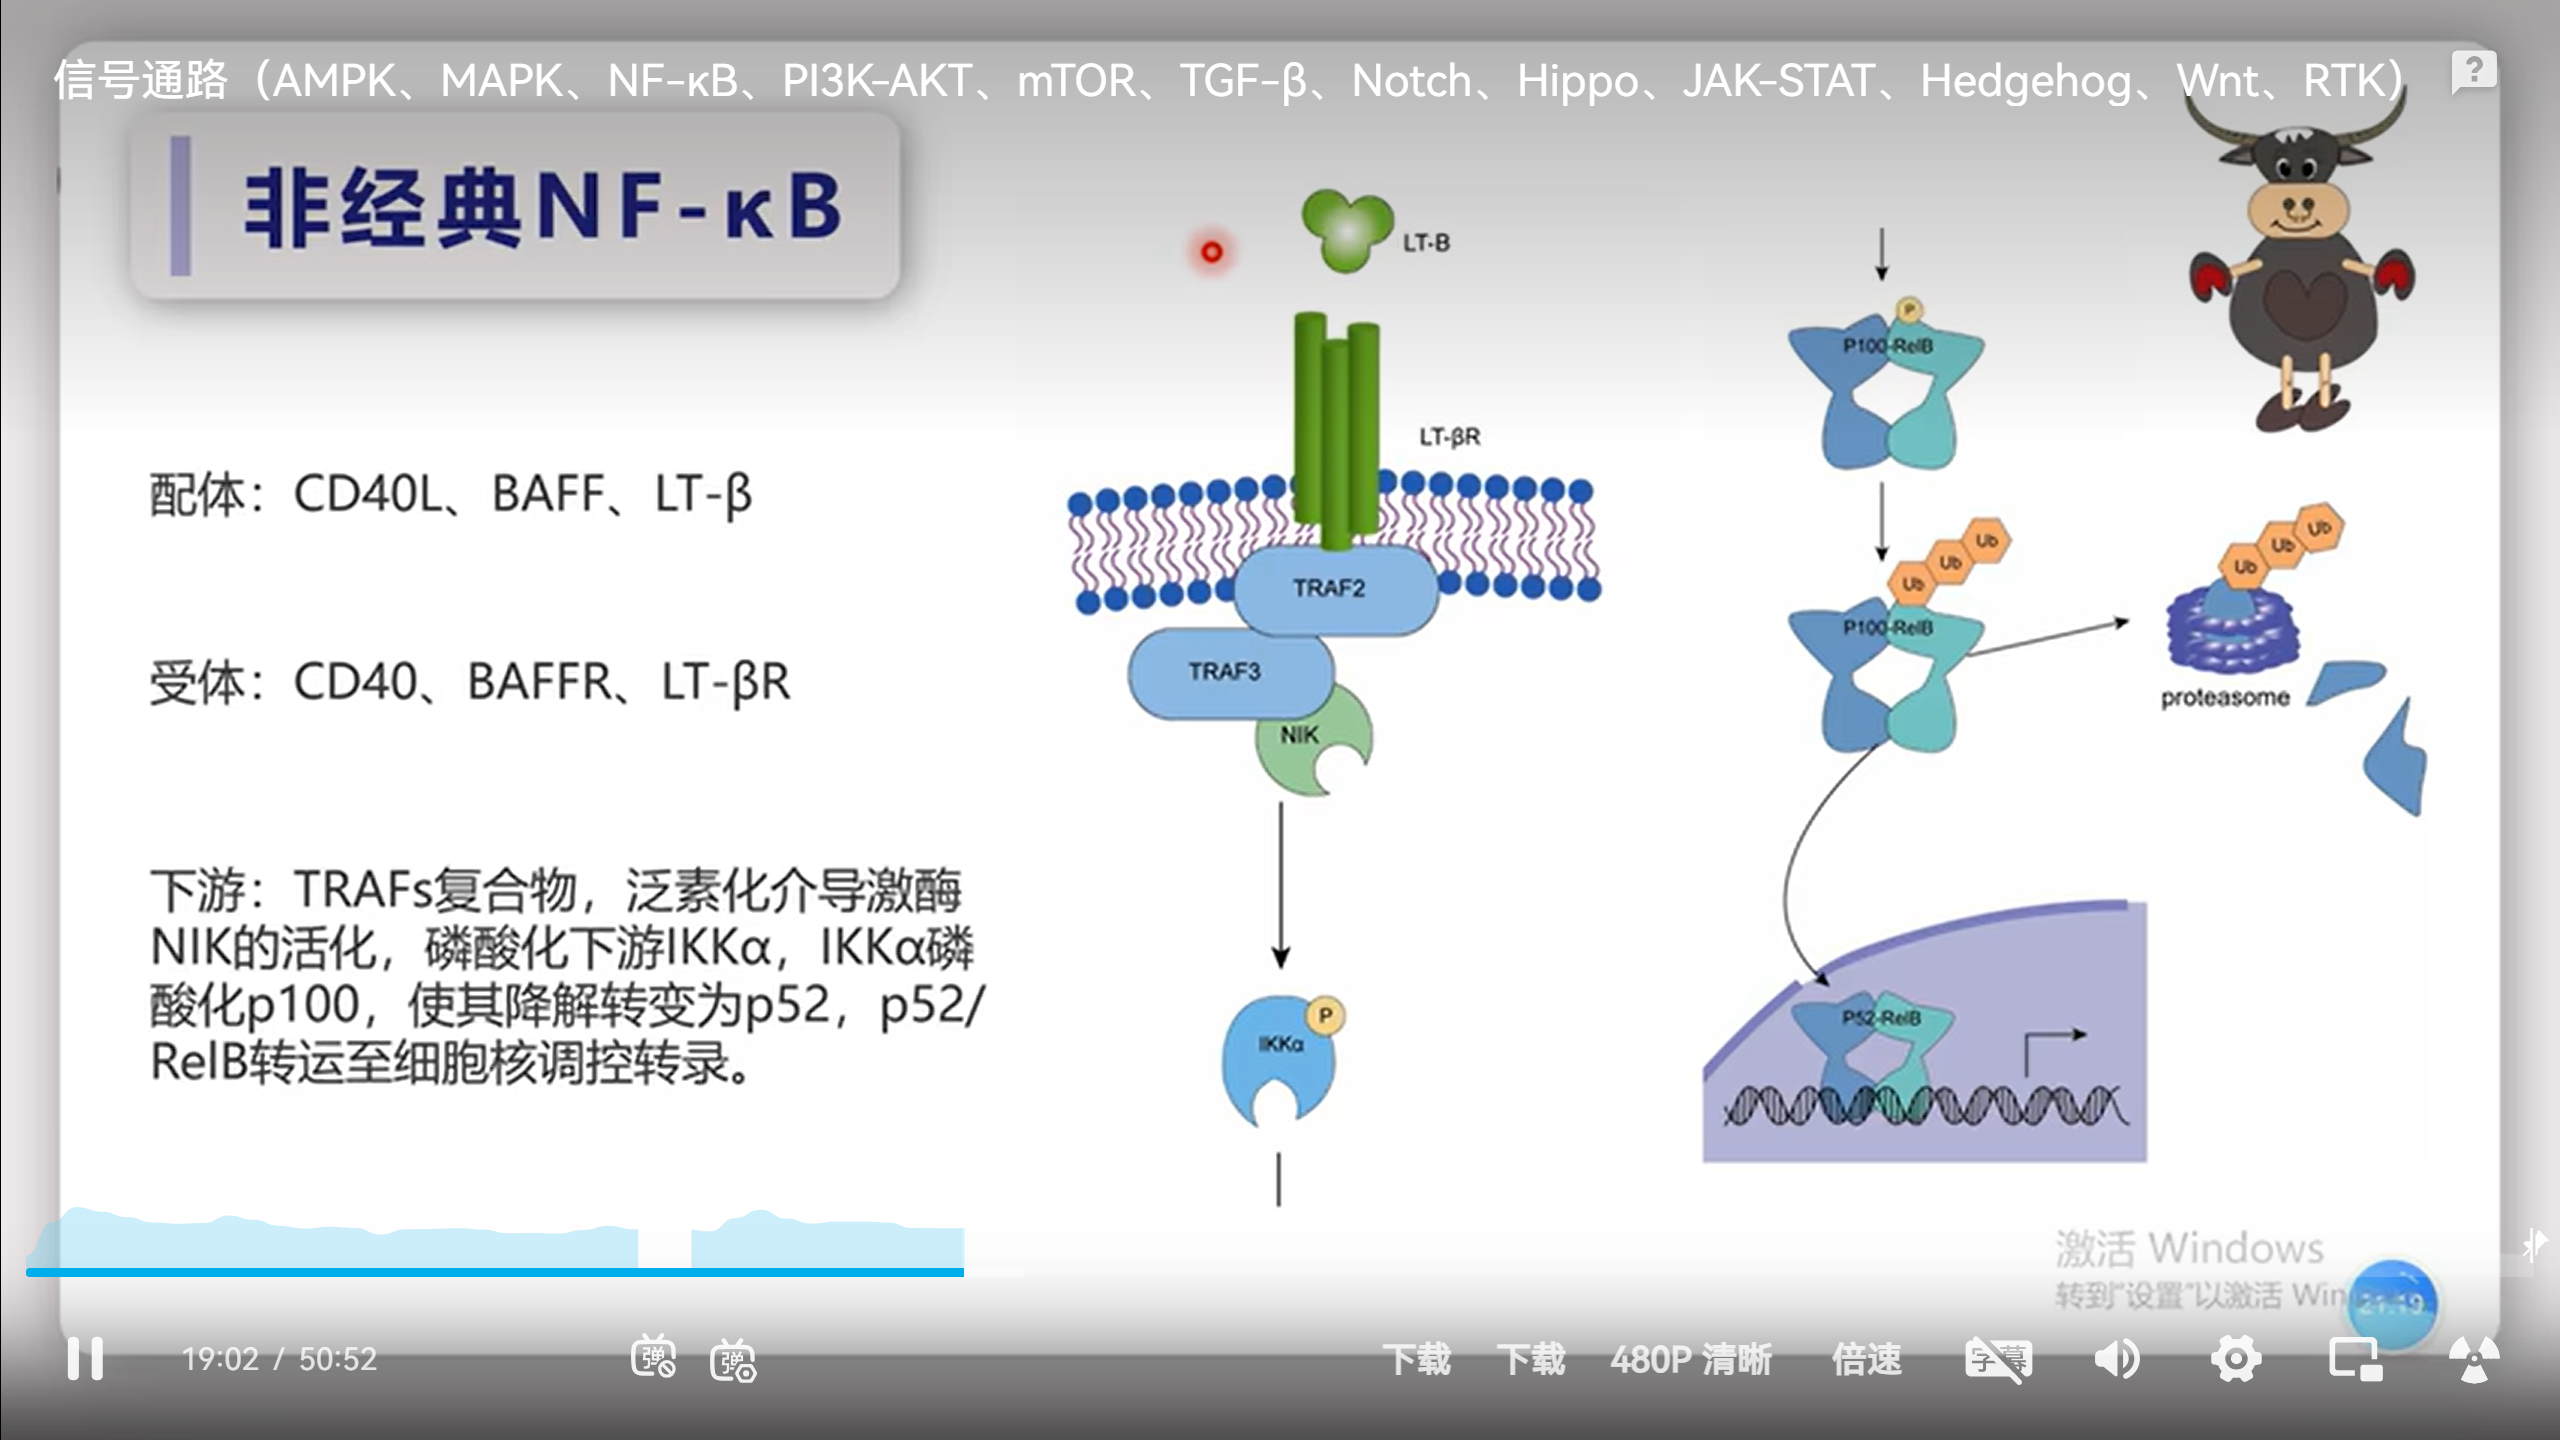 信号通路（AMPK、MAPK、NF-κB、PI3K-AKT、mTOR、TGF-β、Notch、Hippo、JAK-STAT、Hedgehog、Wnt、RTK）
?
非经典NF-κB
配体：CD40L、BAFF、LT-β
受体：CD40、BAFFR、LT-βR
下游：TRAFs复合物，泛素化介导激酶
NIK的活化，磷酸化下游IKKα，IKKα磷
酸化p100，使其降解转变为p52，p52/
RelB转运至细胞核调控转录。
LT-B
LT-βR
TRAF2
TRAF3
NIK
P
IKKα
P
P100-RelB
Ub
Ub
Ub
P100-RelB
Ub
Ub
Ub
proteasome
P52-RelB
激活 Windows
转到"设置"以激活 Win
19:02 / 50:52
弹
弹
下载
下载
480P 清晰
倍速
字幕